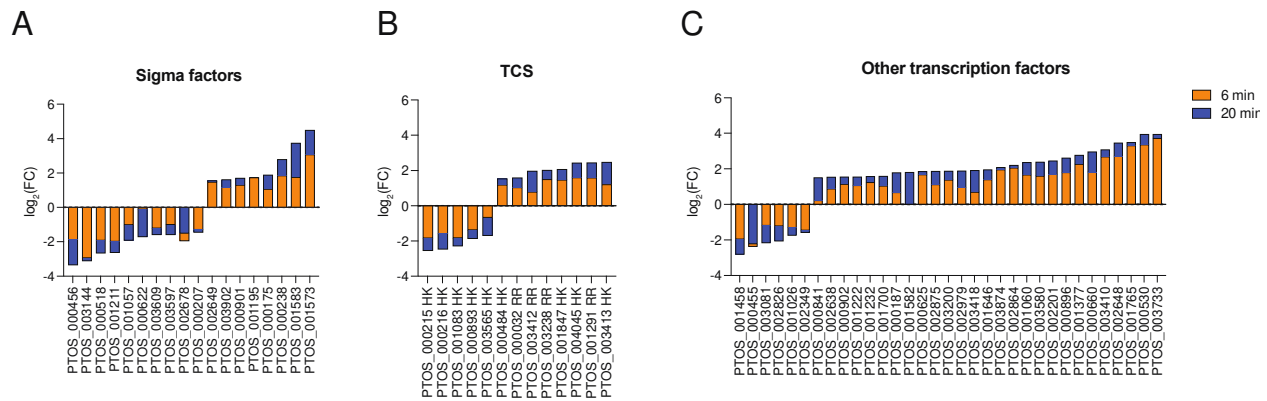 A
Sigma factors
log2(FC)
6
4
2
0
-2
-4
PTOS_000456
PTOS_003144
PTOS_000518
PTOS_001211
PTOS_001057
PTOS_000622
PTOS_003609
PTOS_003597
PTOS_002678
PTOS_000207
PTOS_002649
PTOS_003902
PTOS_000901
PTOS_001195
PTOS_000175
PTOS_000238
PTOS_001583
PTOS_001573
B
TCS
log2(FC)
6
4
2
0
-2
-4
PTOS_000215 HK
PTOS_000216 HK
PTOS_001083 HK
PTOS_000893 HK
PTOS_003565 HK
PTOS_000484 HK
PTOS_000032 RR
PTOS_003412 RR
PTOS_003238 RR
PTOS_001847 HK
PTOS_004045 HK
PTOS_001291 RR
PTOS_003413 HK
C
Other transcription factors
log2(FC)
6
4
2
0
-2
-4
PTOS_001458
PTOS_000455
PTOS_003081
PTOS_002826
PTOS_001026
PTOS_002349
PTOS_000841
PTOS_002638
PTOS_000902
PTOS_001222
PTOS_001232
PTOS_001700
PTOS_000187
PTOS_001582
PTOS_000625
PTOS_002875
PTOS_003200
PTOS_002979
PTOS_003418
PTOS_001646
PTOS_003874
PTOS_002864
PTOS_001060
PTOS_003580
PTOS_002201
PTOS_000896
PTOS_001377
PTOS_000660
PTOS_003410
PTOS_002648
PTOS_001765
PTOS_000530
PTOS_003733
6 min
20 min